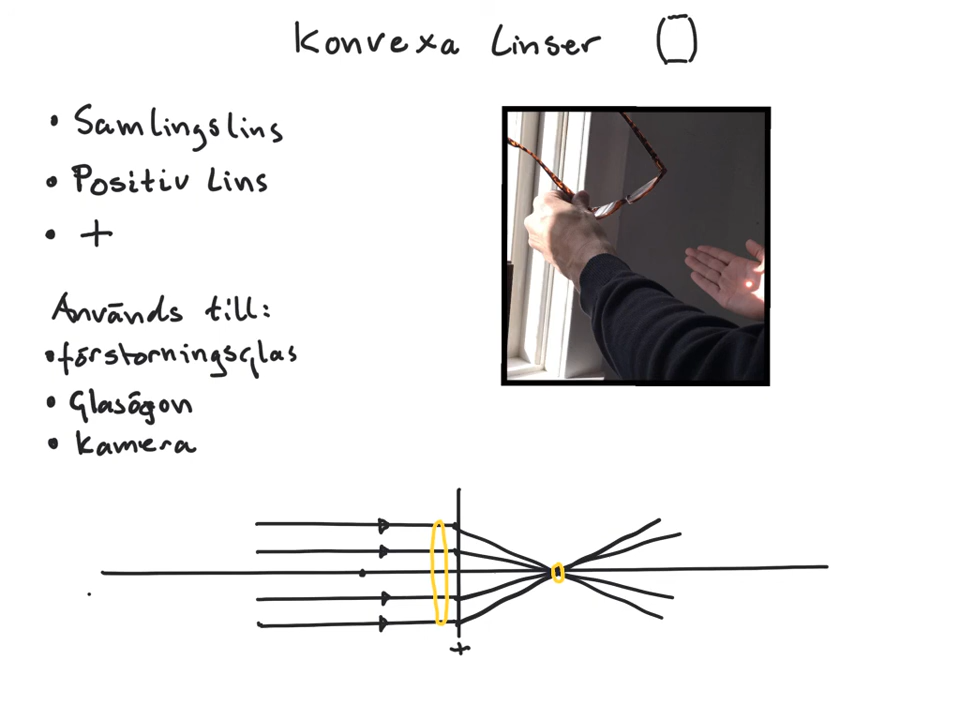 Konvexa Linser
• Samlingslins
• Positiv Lins
• +
Används till:
• förstorningsglas
• Glasögon
• Kamera
+